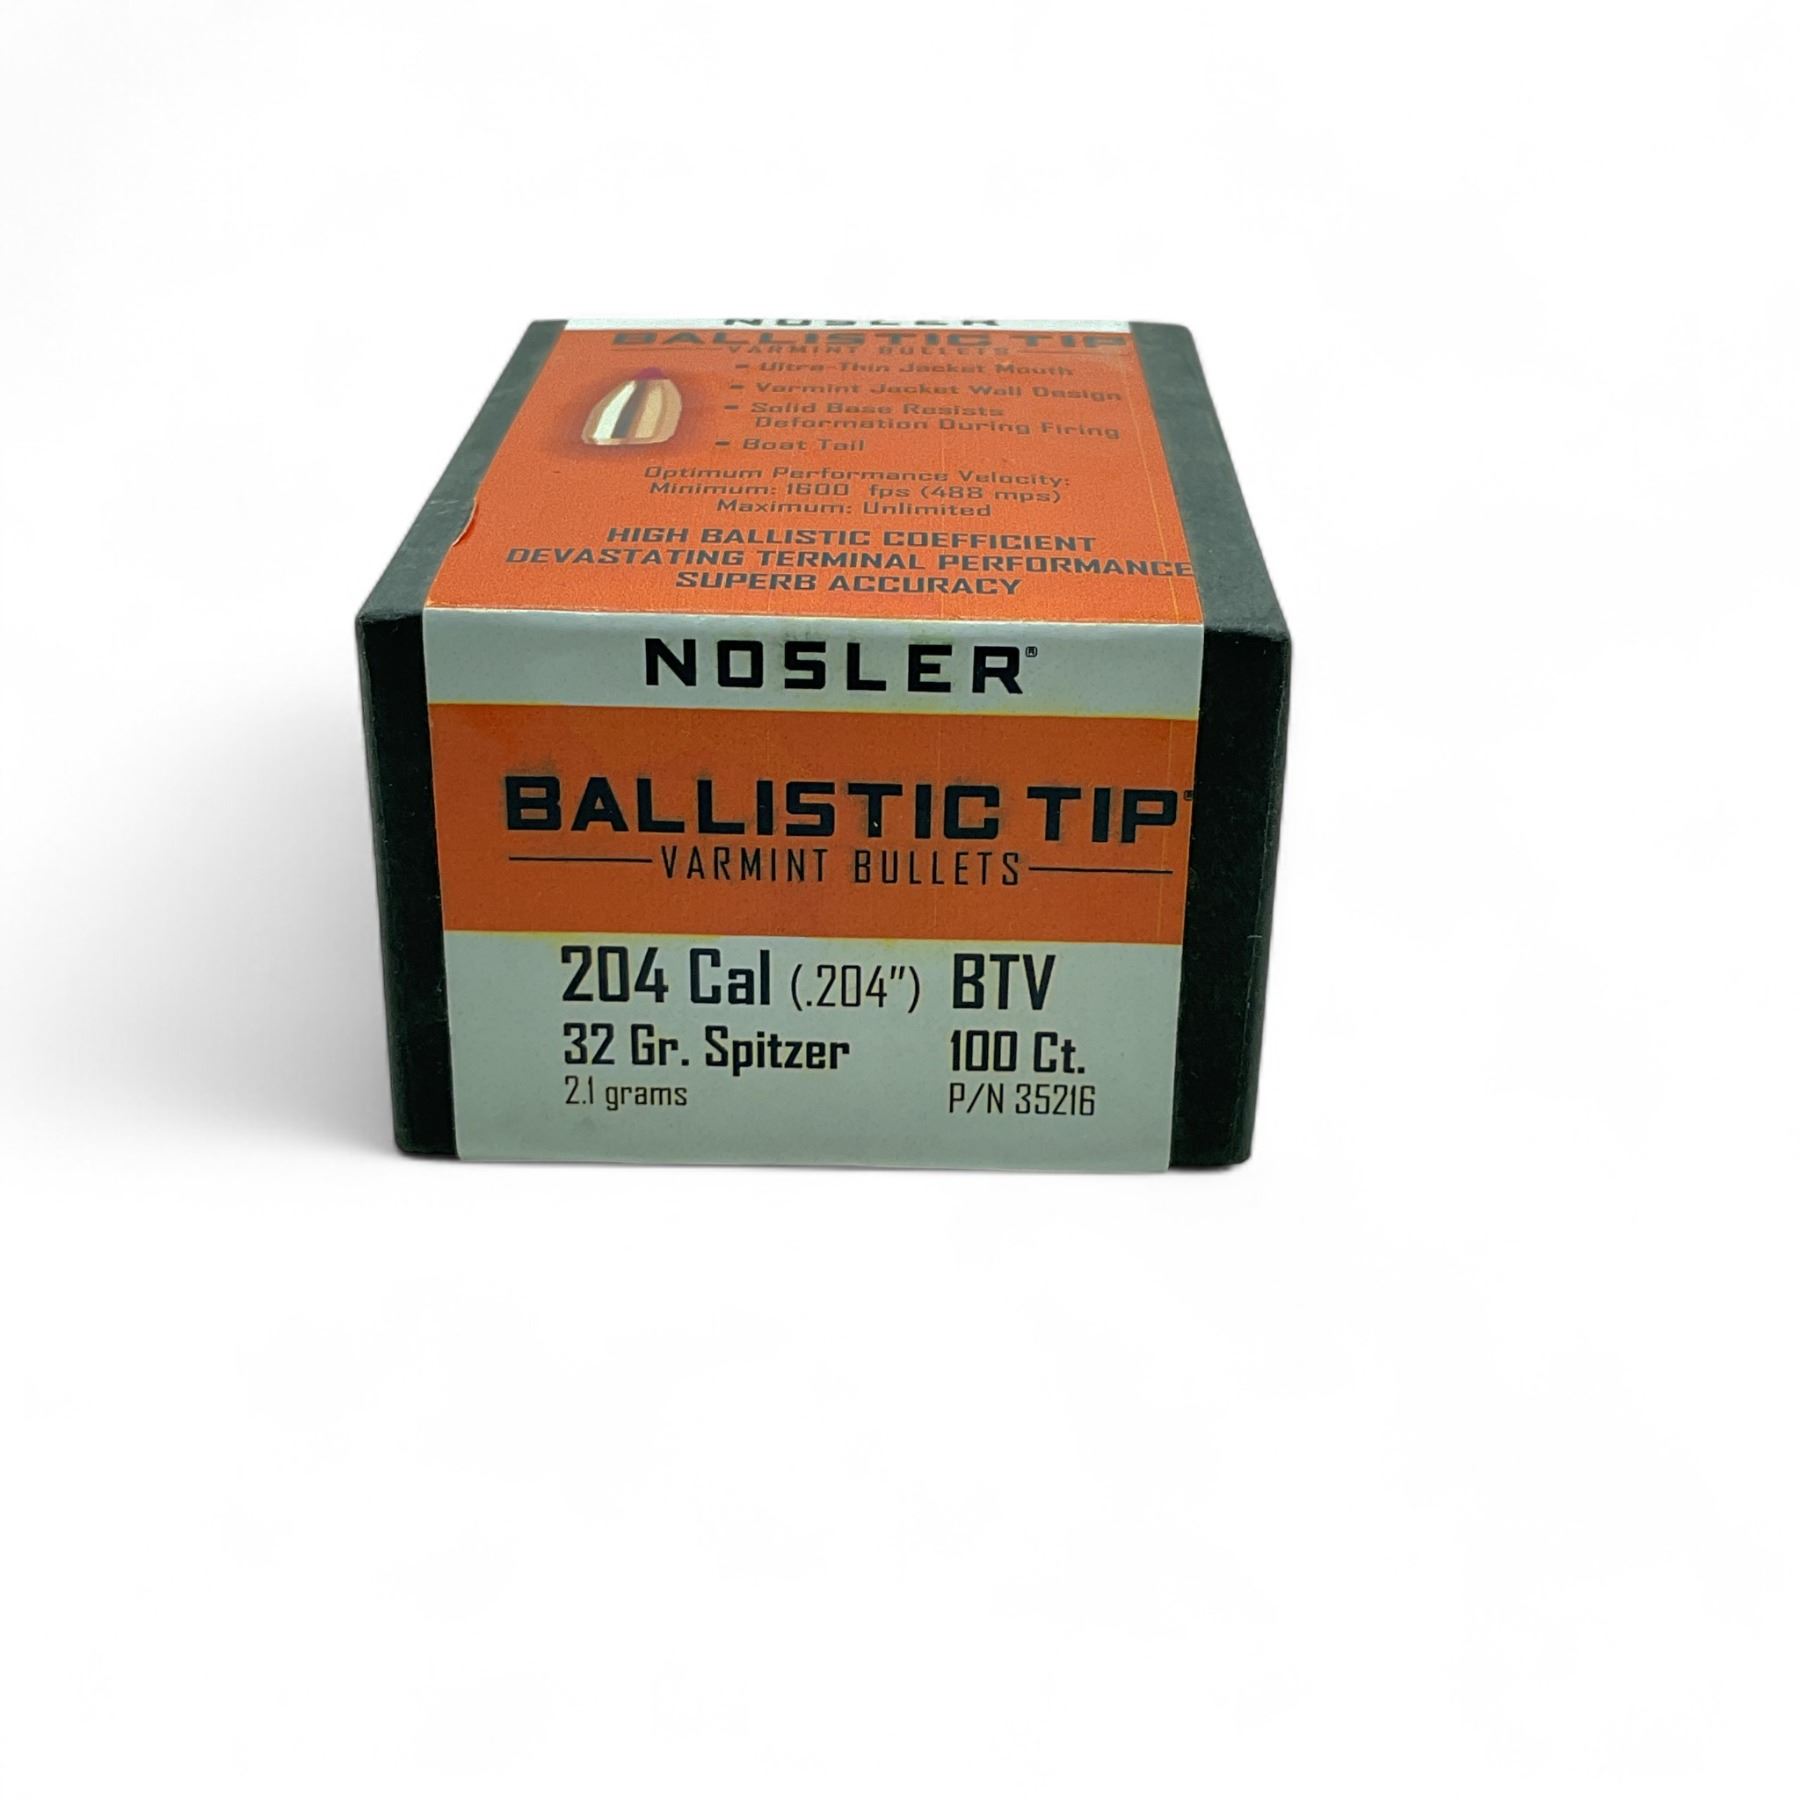 NOSLER
BALLISTIC TIP
VARMINT BULLETS
• Ultra-Thin Jacket Mouth
• Varmint Jacket Wall Design
• Solid Base Resists
Deformation During Firing
• Boat Tail
Optimum Performance Velocity:
Minimum: 1600 fps (488 mps)
Maximum: Unlimited
HIGH BALLISTIC COEFFICIENT
DEVASTATING TERMINAL PERFORMANCE
SUPERB ACCURACY
NOSLER®
BALLISTIC TIP®
VARMINT BULLETS
204 Cal (.204") BTV
32 Gr. Spitzer 100 Ct.
2.1 grams P/N 35216